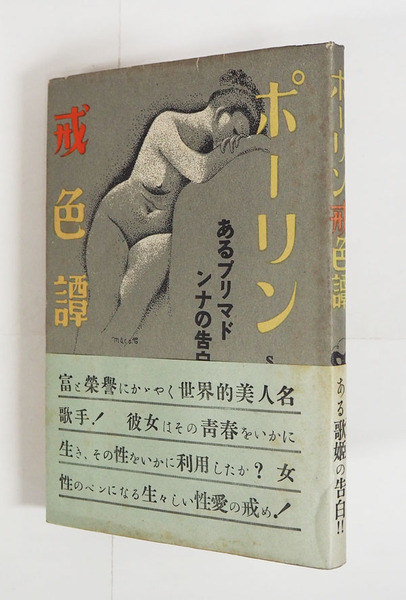 ポーリン
戒色譚
あるプリマド
ンナの告白
S
富と榮譽にかゞやく世界的美人名
歌手! 彼女はその靑春をいかに
生き、その性をいかに利用したか? 女
性のペンになる生々しい性愛の戒め!
ポーリン戒色譚
ある歌姫の告白!!